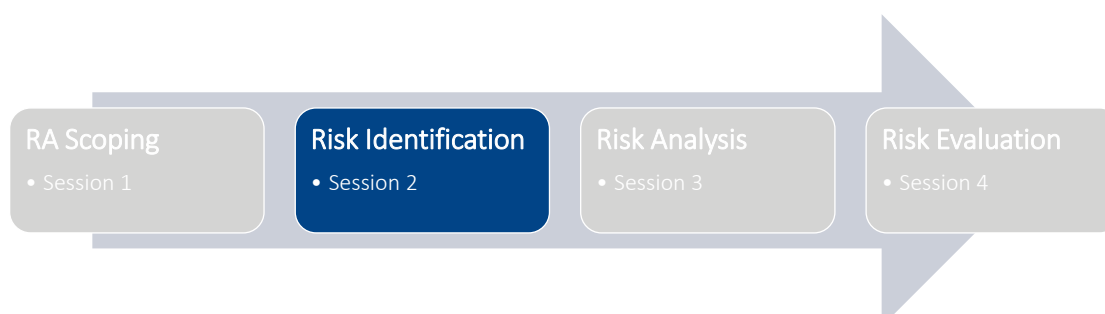 RA Scoping
• Session 1
Risk Identification
• Session 2
Risk Analysis
• Session 3
Risk Evaluation
• Session 4